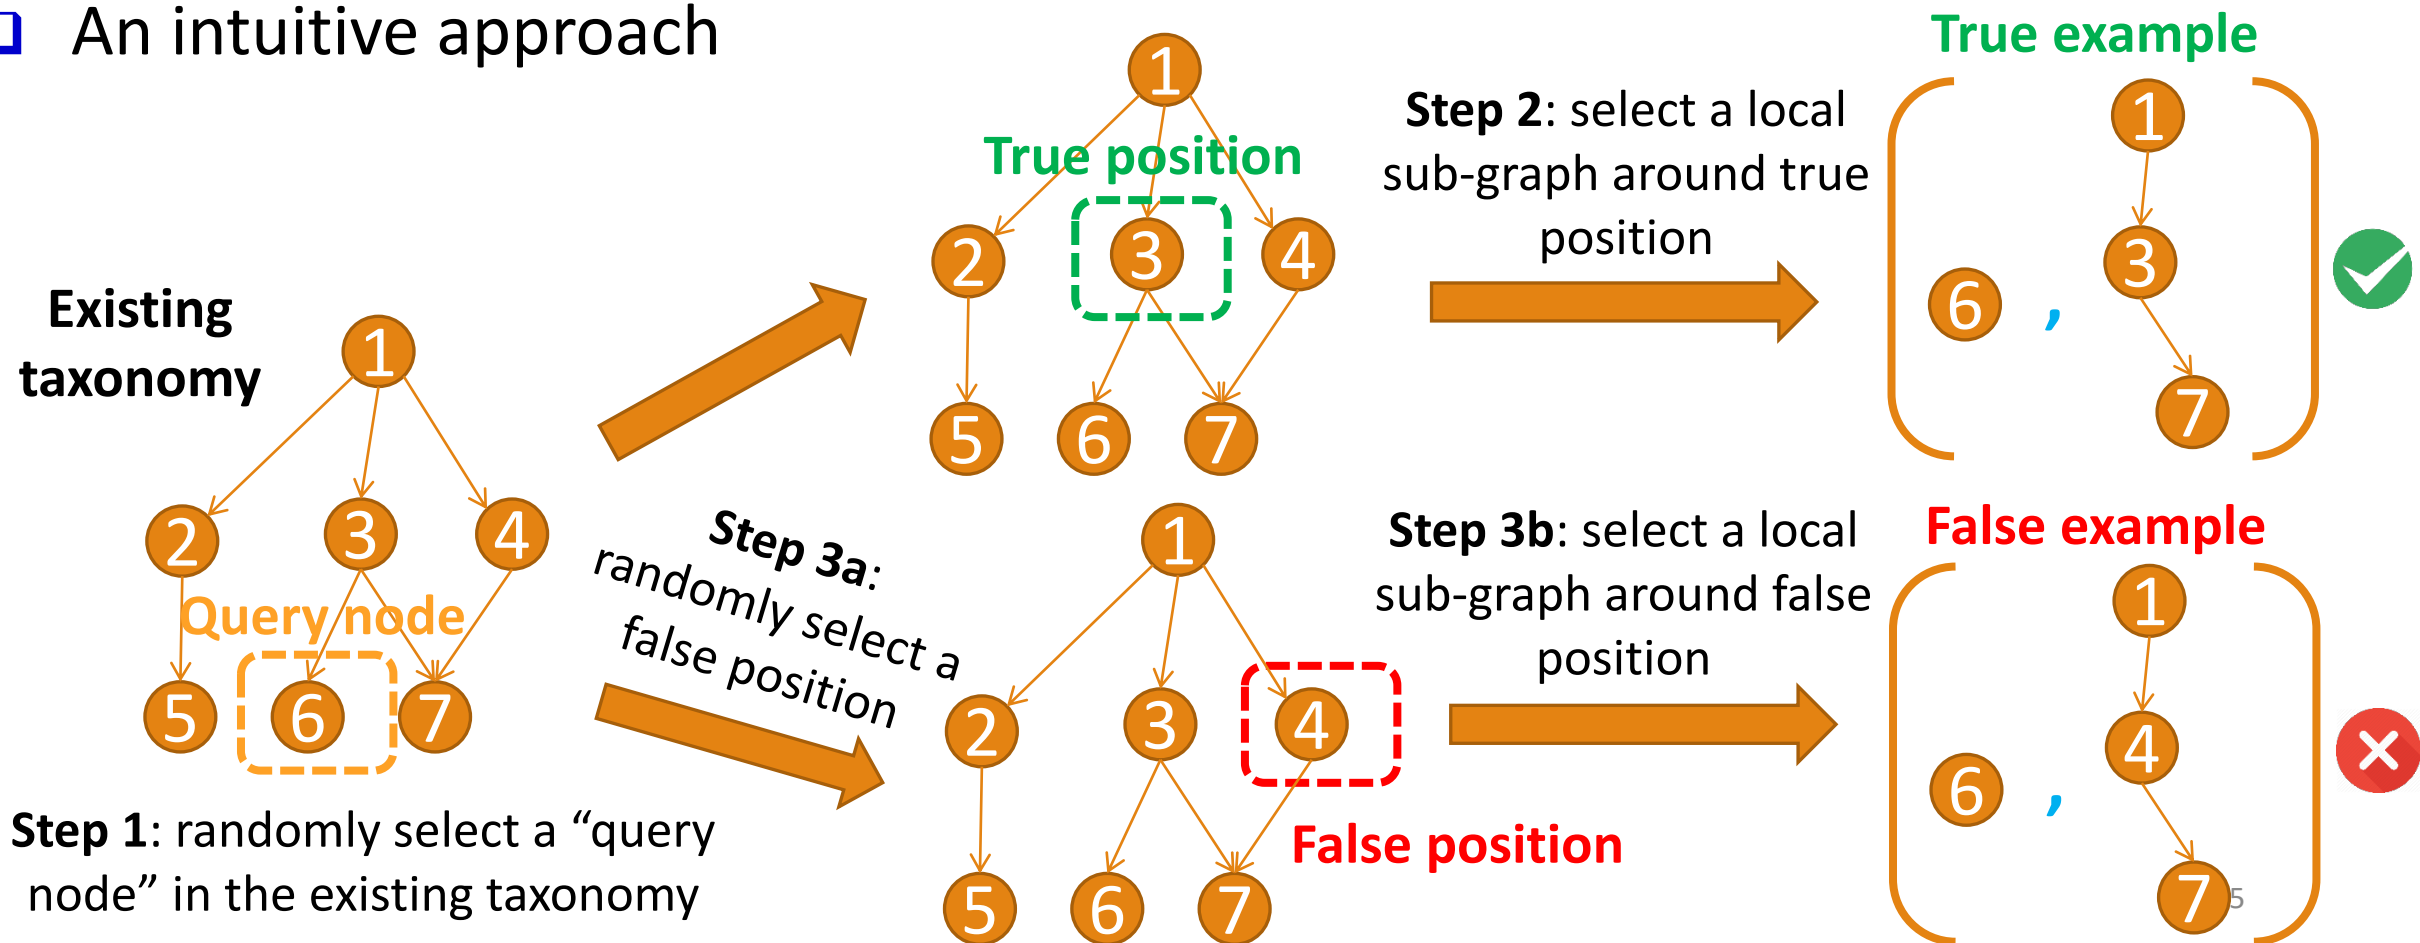 An intuitive approach
Existing
taxonomy
1
2
3
4
Query node
5
6
7
Step 1: randomly select a “query
node” in the existing taxonomy
1
True position
2
3
4
5
6
7
Step 2: select a local
sub-graph around true
position
True example
1
3
6
,
7
Step 3a:
randomly select a
false position
1
2
3
4
False position
5
6
7
Step 3b: select a local
sub-graph around false
position
False example
1
4
6
,
7
5